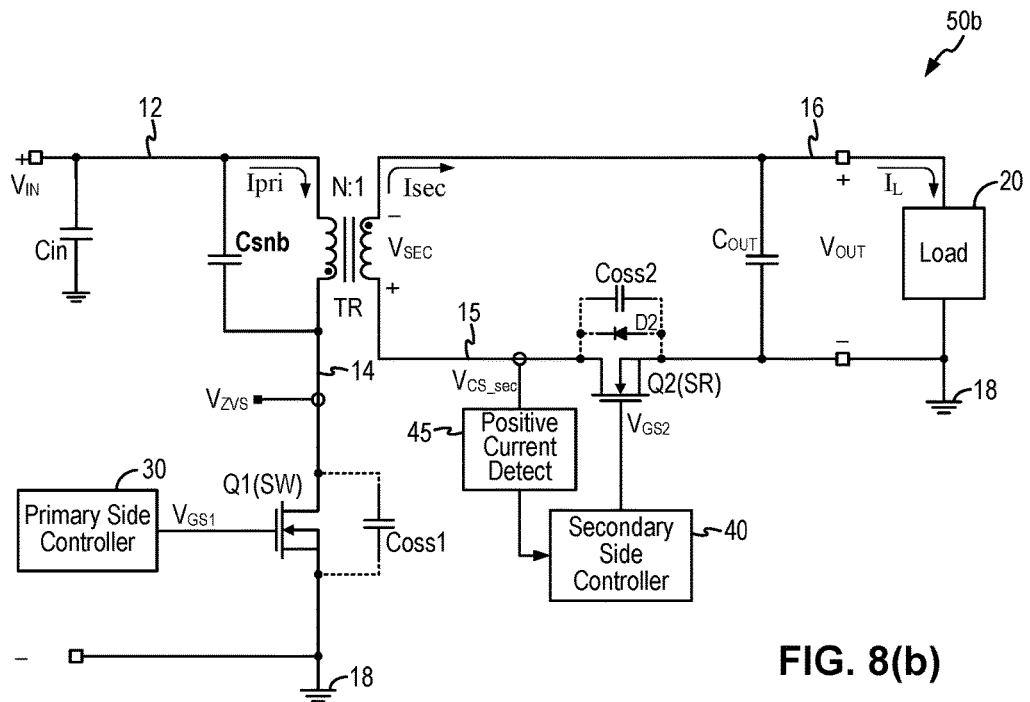 50b
12
16
+
VIN
Ipri
N:1
Isec
+
IL
20
Cin
Csnb
−
VSEC
+
TR
COUT
VOUT
Load
Coss2
D2
15
14
VCS_sec
Q2(SR)
−
VZVS
45
Positive
Current
Detect
VGS2
18
30
Q1(SW)
Primary Side
Controller
VGS1
Coss1
Secondary
Side
Controller
40
−
18
FIG. 8(b)